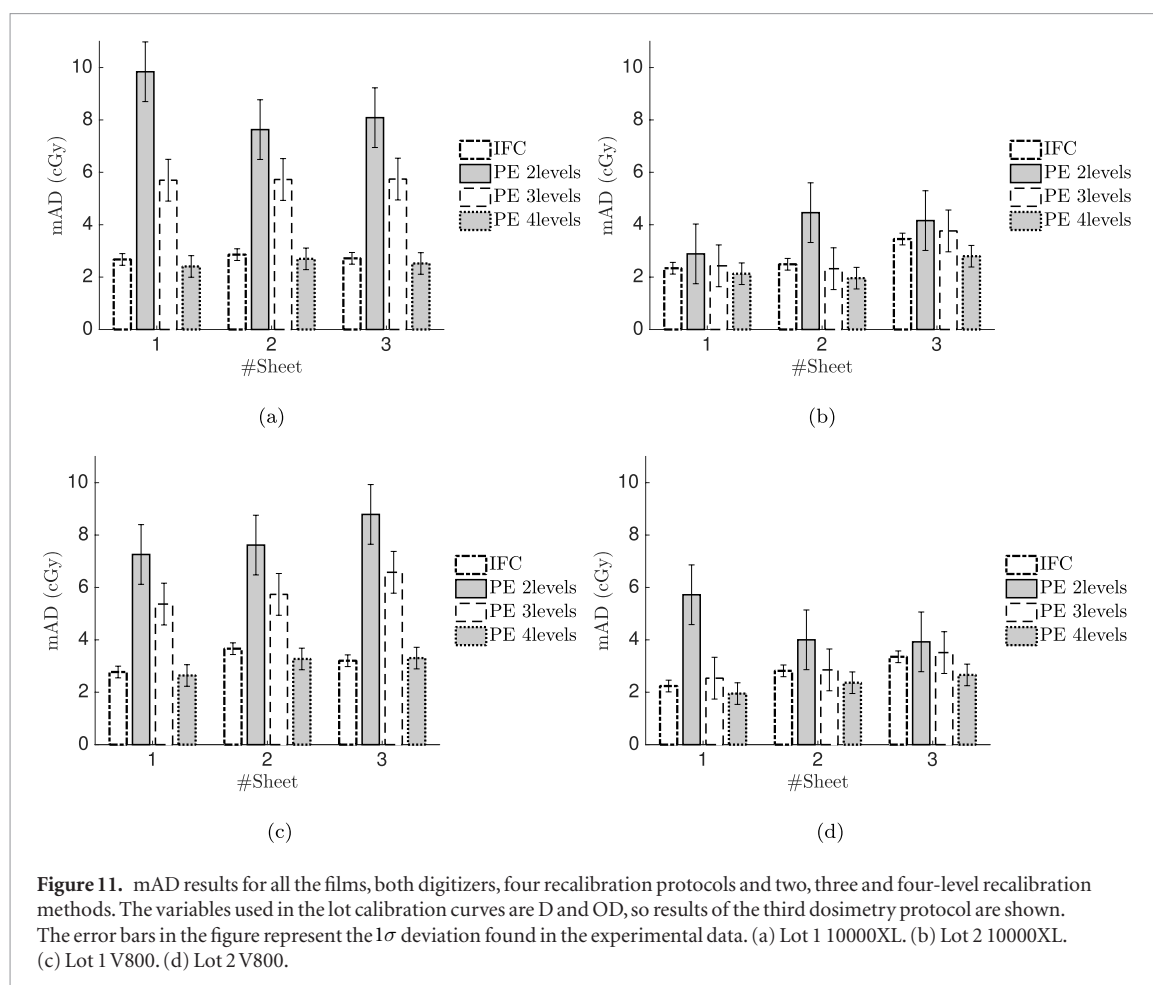 10
8
6
4
2
0
mAD (cGy)
1 2 3
#Sheet
IFC
PE 2levels
PE 3levels
PE 4levels
(a)
10
8
6
4
2
0
mAD (cGy)
1 2 3
#Sheet
IFC
PE 2levels
PE 3levels
PE 4levels
(b)
10
8
6
4
2
0
mAD (cGy)
1 2 3
#Sheet
IFC
PE 2levels
PE 3levels
PE 4levels
(c)
10
8
6
4
2
0
mAD (cGy)
1 2 3
#Sheet
IFC
PE 2levels
PE 3levels
PE 4levels
(d)
Figure 11. mAD results for all the films, both digitizers, four recalibration protocols and two, three and four-level recalibration
methods. The variables used in the lot calibration curves are D and OD, so results of the third dosimetry protocol are shown.
The error bars in the figure represent the 1σ deviation found in the experimental data. (a) Lot 1 10000XL. (b) Lot 2 10000XL.
(c) Lot 1 V800. (d) Lot 2 V800.